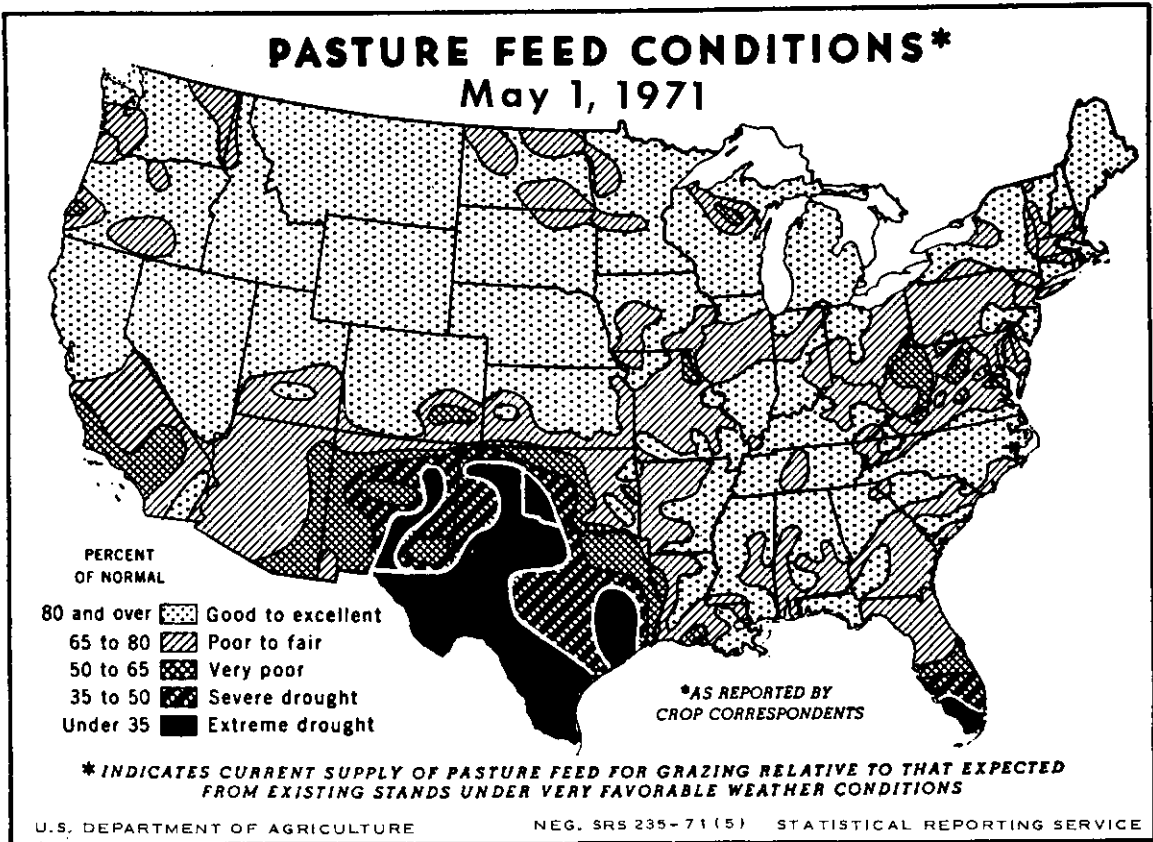 PASTURE FEED CONDITIONS*
May 1, 1971
PERCENT
OF NORMAL
80 and over Good to excellent
65 to 80 Poor to fair
50 to 65 Very poor
35 to 50 Severe drought
Under 35 Extreme drought
*AS REPORTED BY
CROP CORRESPONDENTS
* INDICATES CURRENT SUPPLY OF PASTURE FEED FOR GRAZING RELATIVE TO THAT EXPECTED
FROM EXISTING STANDS UNDER VERY FAVORABLE WEATHER CONDITIONS
U.S. DEPARTMENT OF AGRICULTURE NEG. SRS 235-71(5) STATISTICAL REPORTING SERVICE